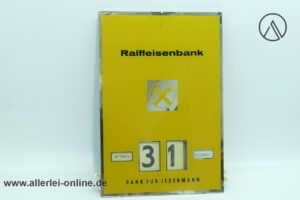 Raiffeisenbank
31
BANK FÜR JEDERMANN
www.allerlei-online.de